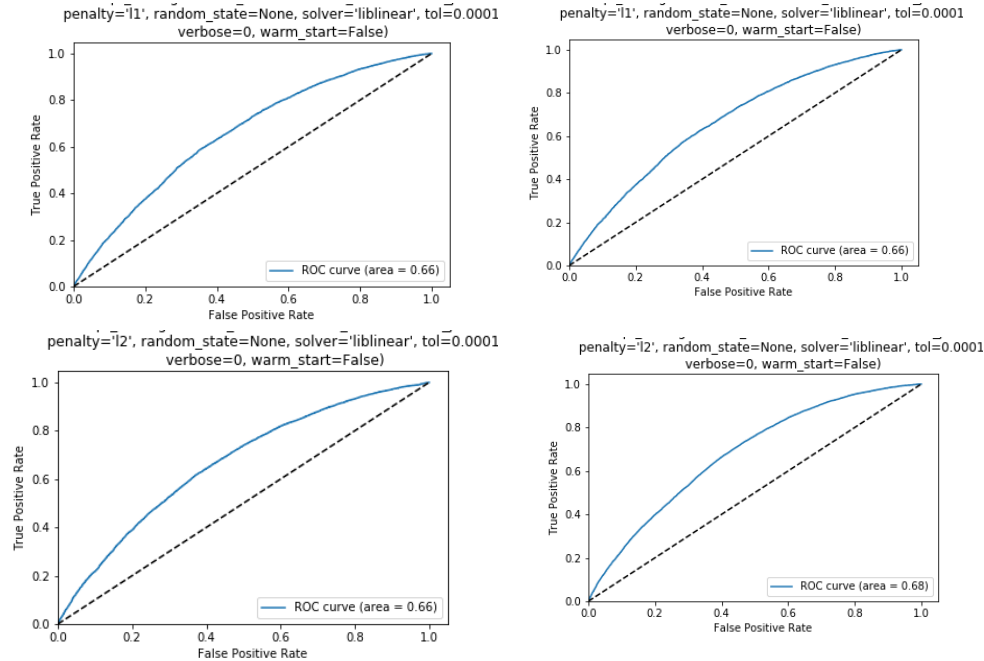 penalty='l1', random_state=None, solver='liblinear', tol=0.0001
verbose=0, warm_start=False)
1.0
0.8
0.6
0.4
0.2
0.0
True Positive Rate
ROC curve (area = 0.66)
0.0 0.2 0.4 0.6 0.8 1.0
False Positive Rate
penalty='l1', random_state=None, solver='liblinear', tol=0.0001
verbose=0, warm_start=False)
1.0
0.8
0.6
0.4
0.2
0.0
True Positive Rate
ROC curve (area = 0.66)
0.0 0.2 0.4 0.6 0.8 1.0
False Positive Rate
penalty='l2', random_state=None, solver='liblinear', tol=0.0001
verbose=0, warm_start=False)
1.0
0.8
0.6
0.4
0.2
0.0
True Positive Rate
ROC curve (area = 0.66)
0.0 0.2 0.4 0.6 0.8 1.0
False Positive Rate
penalty='l2', random_state=None, solver='liblinear', tol=0.0001
verbose=0, warm_start=False)
1.0
0.8
0.6
0.4
0.2
0.0
True Positive Rate
ROC curve (area = 0.68)
0.0 0.2 0.4 0.6 0.8 1.0
False Positive Rate